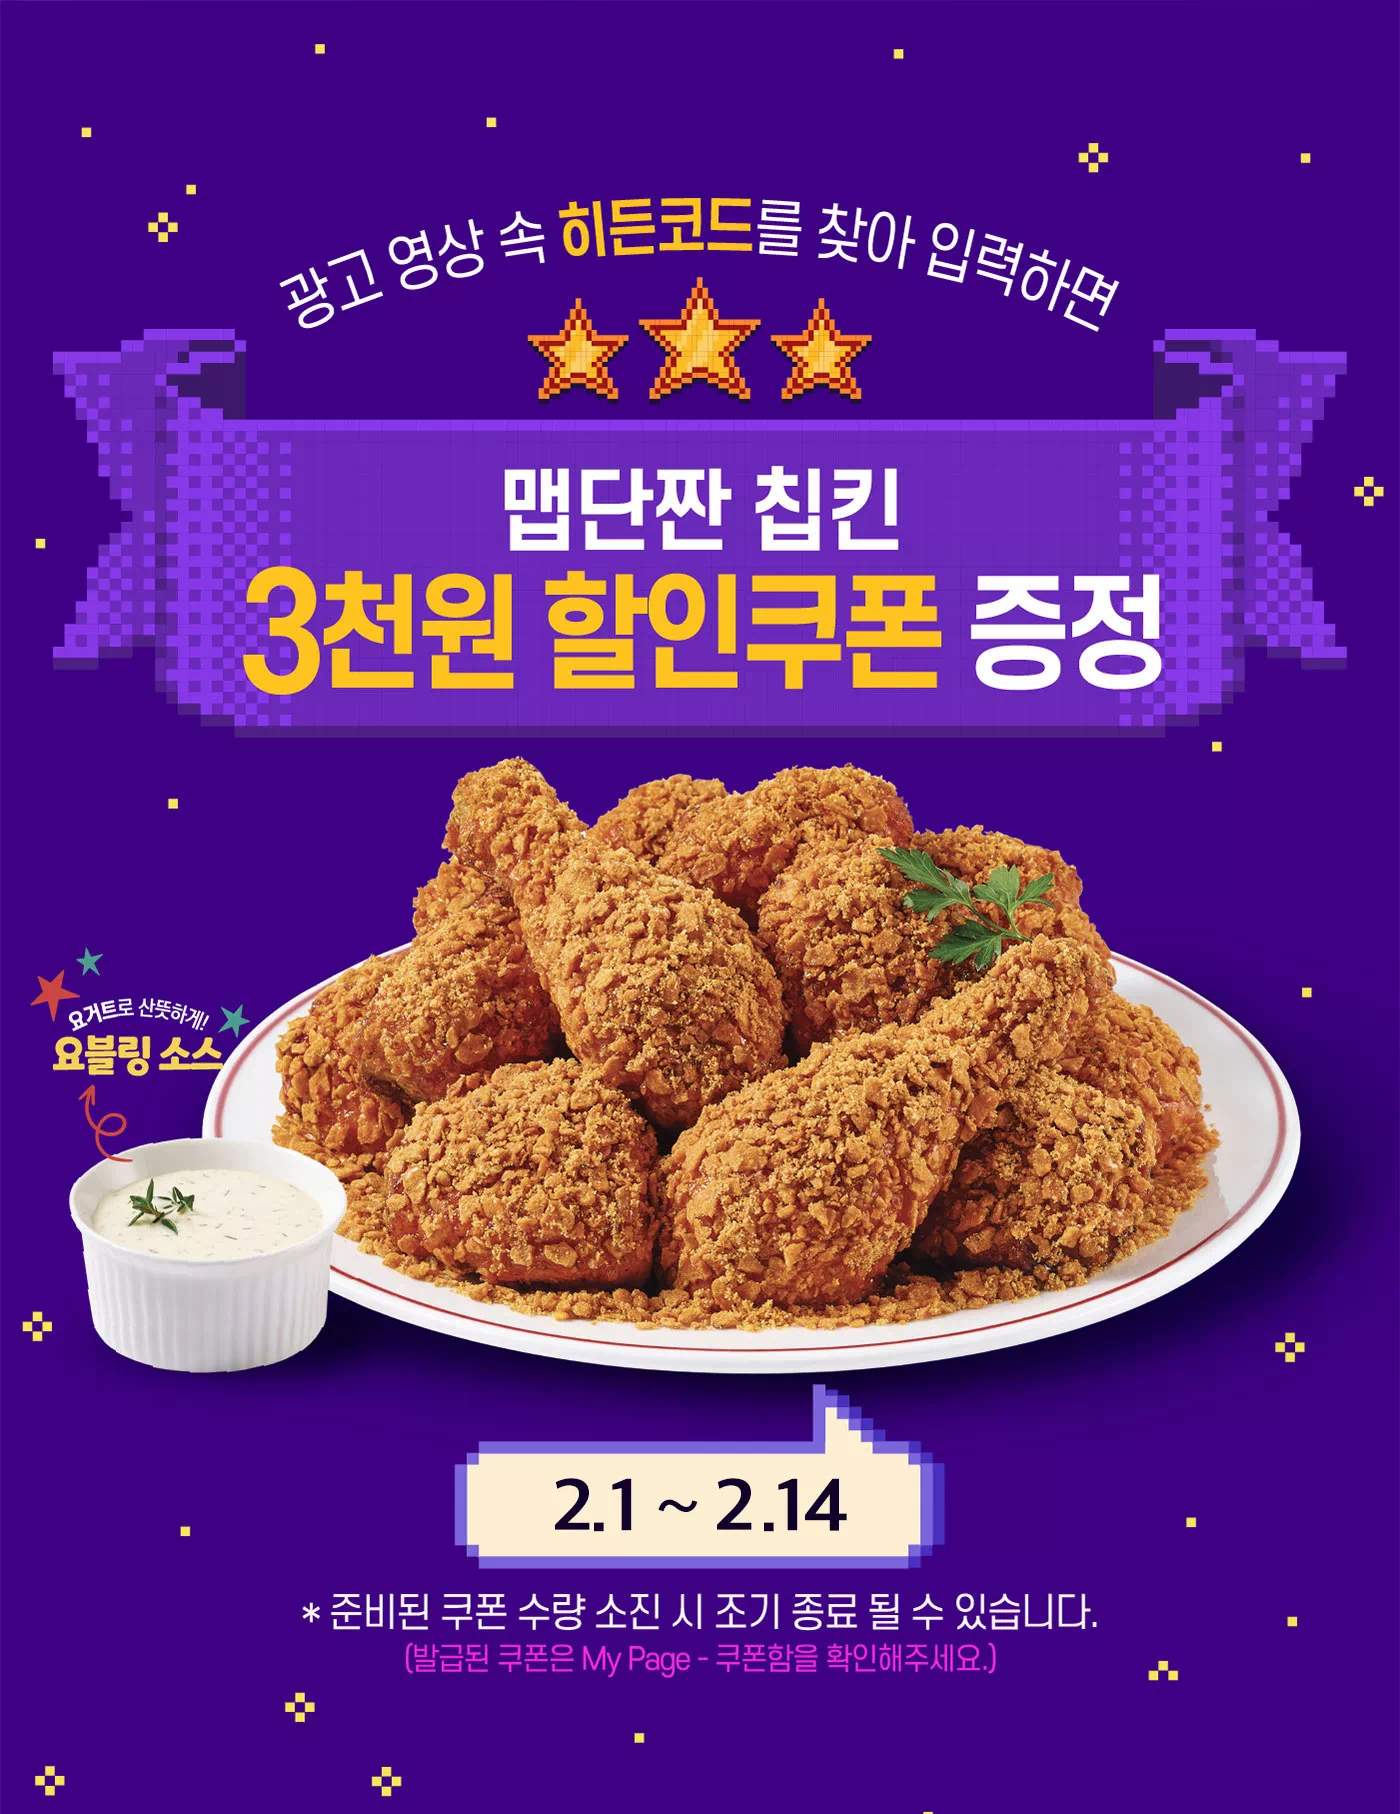 광고 영상 속 히든코드를 찾아 입력하면
맵단짠 칩킨
3천원 할인쿠폰 증정
요거트로 산뜻하게!
요블링 소스
2.1 ~ 2.14
* 준비된 쿠폰 수량 소진 시 조기 종료 될 수 있습니다.
(발급된 쿠폰은 My Page - 쿠폰함을 확인해주세요.)